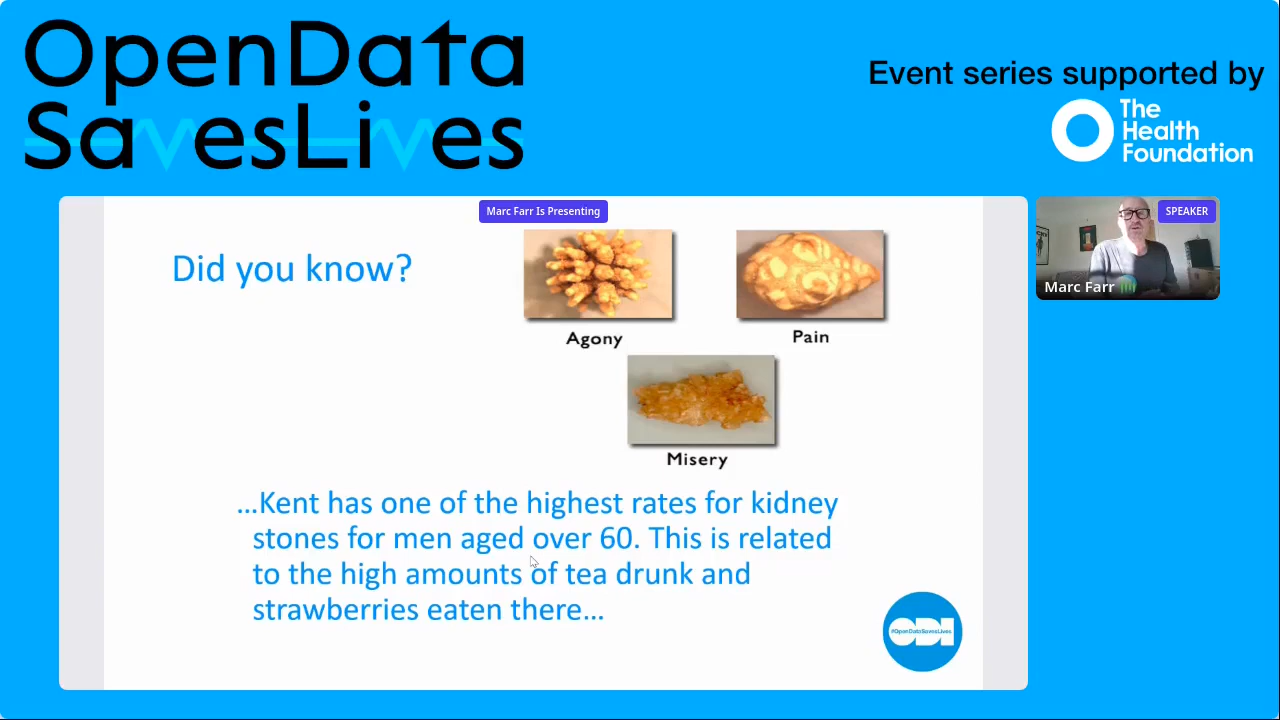 OpenData
SavesLives
Event series supported by
The
Health
Foundation
Marc Farr Is Presenting
SPEAKER
Marc Farr
Did you know?
Agony
Pain
Misery
...Kent has one of the highest rates for kidney
stones for men aged over 60. This is related
to the high amounts of tea drunk and
strawberries eaten there...
ODI
#OpenDataSavesLives